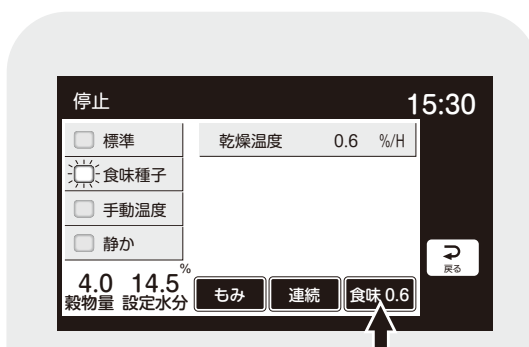 停止 15:30
標準
食味種子
手動温度
静か
乾燥温度 0.6 %/H
4.0 14.5 %
穀物量 設定水分
もみ 連続 食味 0.6
戻る